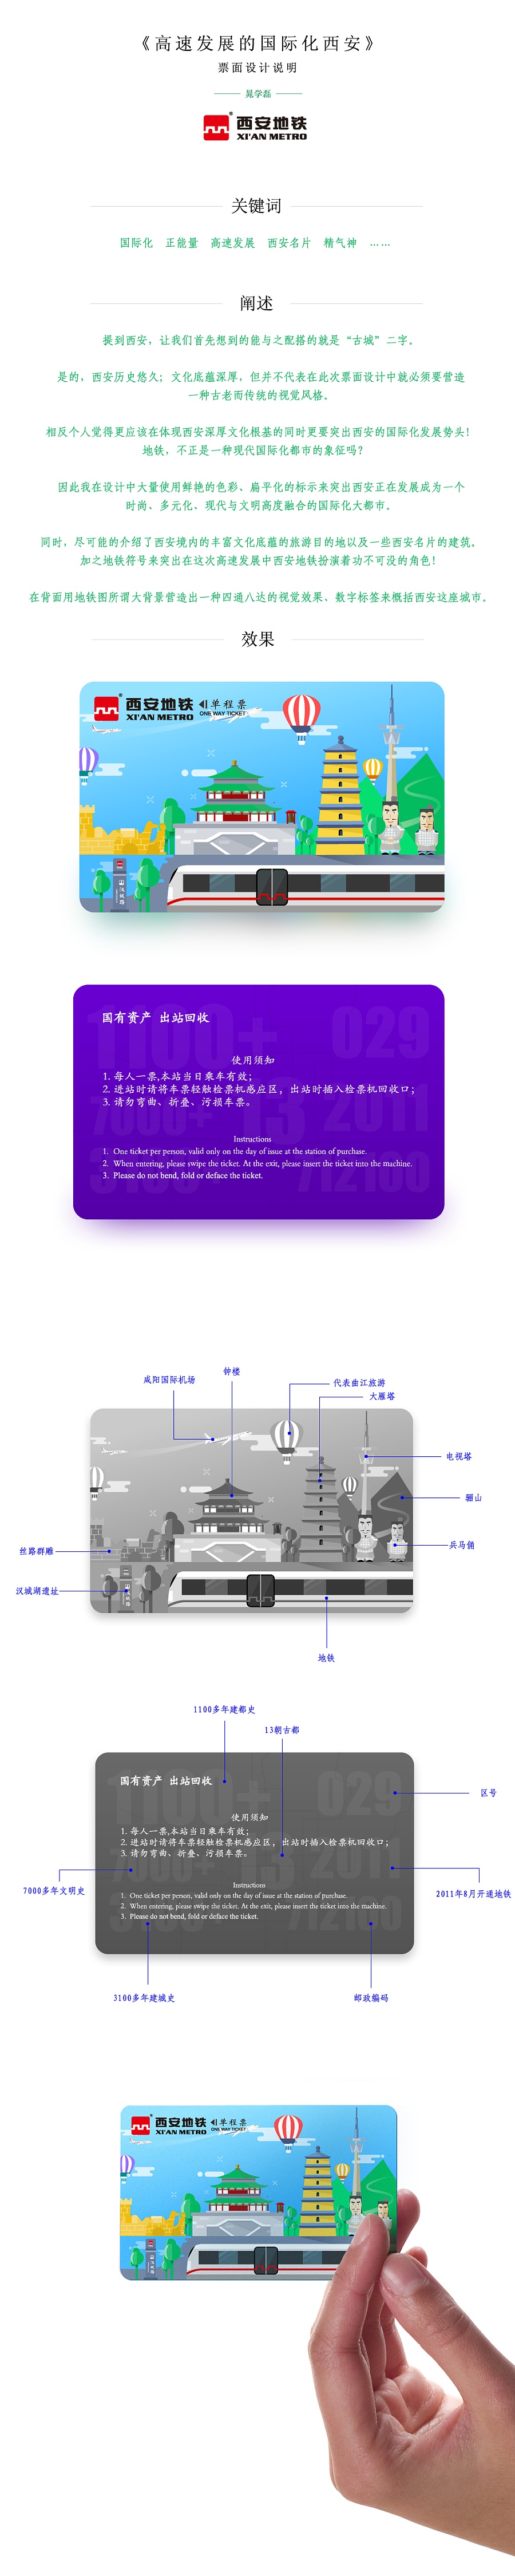 《高速发展的国际化西安》
票面设计说明
晁学磊
西安地铁
XI'AN METRO
关键词
国际化 正能量 高速发展 西安名片 精气神 ……
阐述
提到西安，让我们首先想到的能与之配搭的就是“古城”二字。
是的，西安历史悠久；文化底蕴深厚，但并不代表在此次票面设计中就必须要营造
一种古老而传统的视觉风格。
相反个人觉得更应该在体现西安深厚文化根基的同时更要突出西安的国际化发展势头！
地铁，不正是一种现代国际化都市的象征吗？
因此我在设计中大量使用鲜艳的色彩、扁平化的标示来突出西安正在发展成为一个
时尚、多元化、现代与文明高度融合的国际化大都市。
同时，尽可能的介绍了西安境内的丰富文化底蕴的旅游目的地以及一些西安名片的建筑。
加之地铁符号来突出在这次高速发展中西安地铁扮演着功不可没的角色！
在背面用地铁图所谓大背景营造出一种四通八达的视觉效果、数字标签来概括西安这座城市。
效果
西安地铁 单程票
XI'AN METRO ONE WAY TICKET
汉城路
1100+ 029
国有资产 出站回收
使用须知
1. 每人一票,本站当日乘车有效；
2. 进站时请将车票轻触检票机感应区，出站时插入检票机回收口；
3. 请勿弯曲、折叠、污损车票。
7000+ 13 2011
Instructions
1. One ticket per person, valid only on the day of issue at the station of purchase.
2. When entering, please swipe the ticket. At the exit, please insert the ticket into the machine.
3. Please do not bend, fold or deface the ticket.
3100 712100
钟楼
咸阳国际机场
代表曲江旅游
大雁塔
电视塔
骊山
兵马俑
丝路群雕
汉城湖遗址
地铁
1100多年建都史
13朝古都
国有资产 出站回收
029
区号
使用须知
1. 每人一票,本站当日乘车有效；
2. 进站时请将车票轻触检票机感应区，出站时插入检票机回收口；
3. 请勿弯曲、折叠、污损车票。
2011
7000多年文明史
2011年8月开通地铁
Instructions
1. One ticket per person, valid only on the day of issue at the station of purchase.
2. When entering, please swipe the ticket. At the exit, please insert the ticket into the machine.
3. Please do not bend, fold or deface the ticket.
3100 712100
3100多年建城史
邮政编码
西安地铁 单程票
XI'AN METRO ONE WAY TICKET